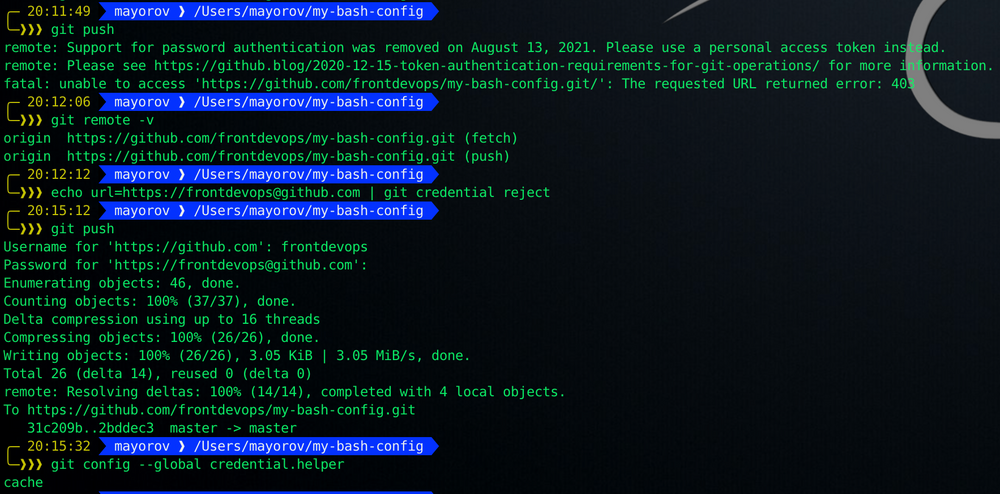 20:11:49 mayorov ❯ /Users/mayorov/my-bash-config
❯❯❯ git push
remote: Support for password authentication was removed on August 13, 2021. Please use a personal access token instead.
remote: Please see https://github.blog/2020-12-15-token-authentication-requirements-for-git-operations/ for more information.
fatal: unable to access 'https://github.com/frontdevops/my-bash-config.git/': The requested URL returned error: 403
20:12:06 mayorov ❯ /Users/mayorov/my-bash-config
❯❯❯ git remote -v
origin  https://github.com/frontdevops/my-bash-config.git (fetch)
origin  https://github.com/frontdevops/my-bash-config.git (push)
20:12:12 mayorov ❯ /Users/mayorov/my-bash-config
❯❯❯ echo url=https://frontdevops@github.com | git credential reject
20:15:12 mayorov ❯ /Users/mayorov/my-bash-config
❯❯❯ git push
Username for 'https://github.com': frontdevops
Password for 'https://frontdevops@github.com':
Enumerating objects: 46, done.
Counting objects: 100% (37/37), done.
Delta compression using up to 16 threads
Compressing objects: 100% (26/26), done.
Writing objects: 100% (26/26), 3.05 KiB | 3.05 MiB/s, done.
Total 26 (delta 14), reused 0 (delta 0)
remote: Resolving deltas: 100% (14/14), completed with 4 local objects.
To https://github.com/frontdevops/my-bash-config.git
   31c209b..2bddec3  master -> master
20:15:32 mayorov ❯ /Users/mayorov/my-bash-config
❯❯❯ git config --global credential.helper
cache